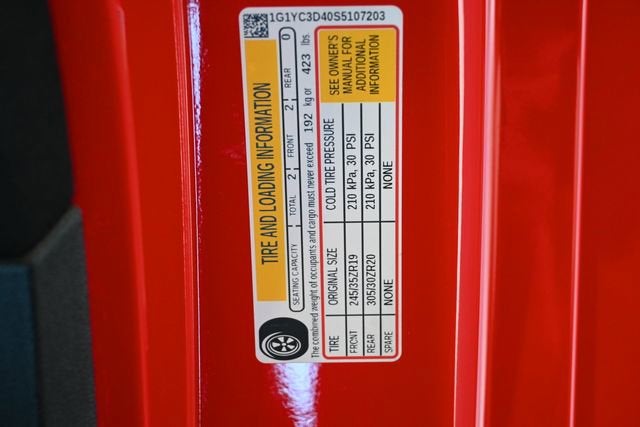 1G1YC3D40S5107203
TIRE AND LOADING INFORMATION
SEATING CAPACITY TOTAL 2 FRONT 2 REAR 0
The combined weight of occupants and cargo must never exceed 192 kg or 423 lbs.
TIRE ORIGINAL SIZE COLD TIRE PRESSURE
FRONT 245/35ZR19 210 kPa, 30 PSI
REAR 305/30ZR20 210 kPa, 30 PSI
SPARE NONE NONE
SEE OWNER'S
MANUAL FOR
ADDITIONAL
INFORMATION